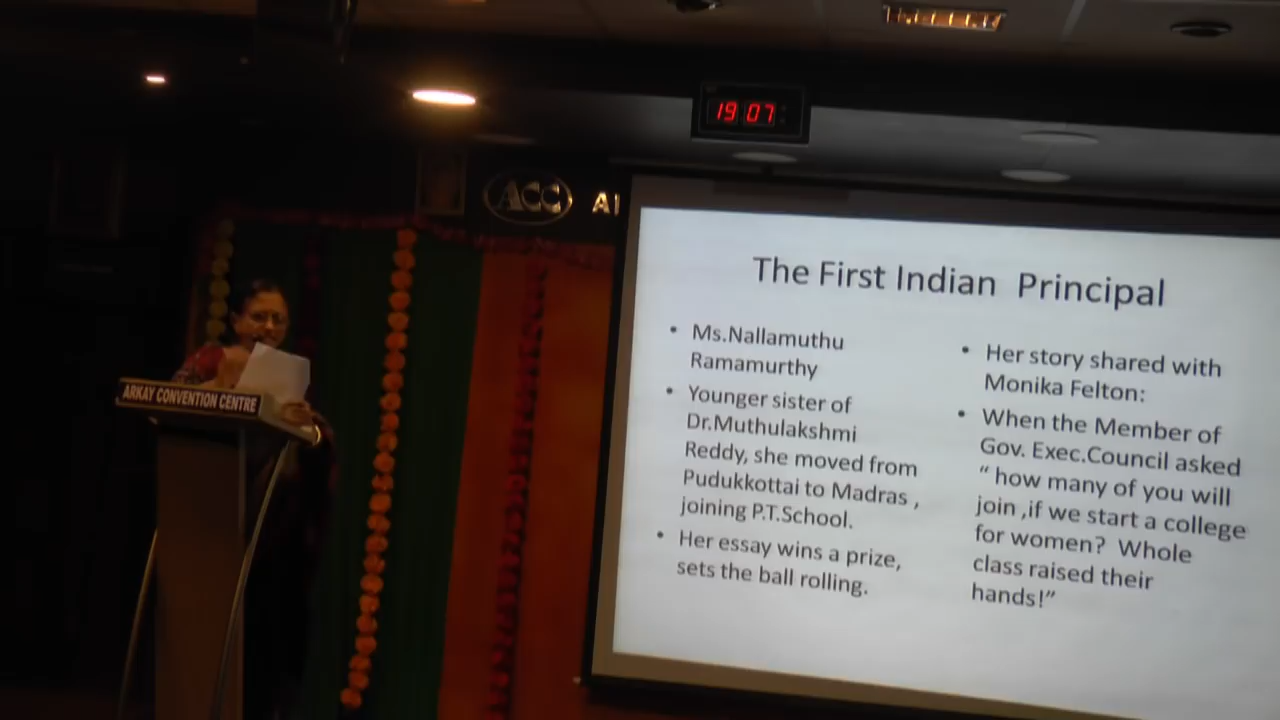 19 07
ACC
ARKAY CONVENTION CENTRE
The First Indian Principal
• Ms.Nallamuthu
Ramamurthy
• Younger sister of
Dr.Muthulakshmi
Reddy, she moved from
Pudukkottai to Madras ,
joining P.T.School.
• Her essay wins a prize,
sets the ball rolling.
• Her story shared with
Monika Felton:
• When the Member of
Gov. Exec.Council asked
“ how many of you will
join ,if we start a college
for women? Whole
class raised their
hands!”